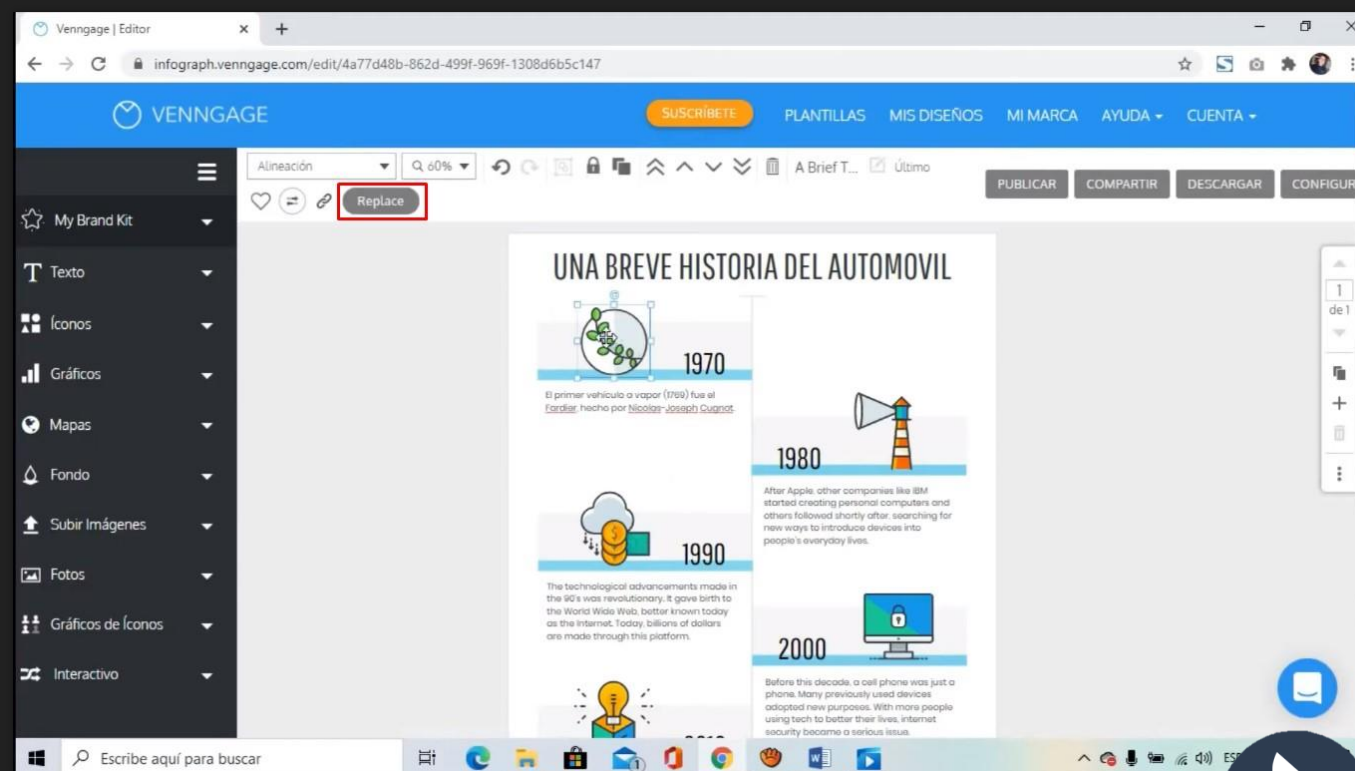 Venngage | Editor
infograph.venngage.com/edit/4a77d48b-862d-499f-969f-1308d6b5c147
VENNGAGE
SUSCRÍBETE
PLANTILLAS
MIS DISEÑOS
MI MARCA
AYUDA
CUENTA
Alineación
60%
A Brief T...
Último
PUBLICAR
COMPARTIR
DESCARGAR
CONFIGUR
Replace
My Brand Kit
Texto
Íconos
Gráficos
Mapas
Fondo
Subir Imágenes
Fotos
Gráficos de Íconos
Interactivo
UNA BREVE HISTORIA DEL AUTOMOVIL
1970
El primer vehículo a vapor (1769) fue el
Fardier, hecho por Nicolas-Joseph Cugnot.
1980
After Apple, other companies like IBM
started creating personal computers and
others followed shortly after, searching for
new ways to introduce devices into
people's everyday lives.
1990
The technological advancements made in
the 90's was revolutionary. It gave birth to
the World Wide Web, better known today
as the Internet. Today, billions of dollars
are made through this platform.
2000
Before this decade, a cell phone was just a
phone. Many previously used devices
adopted new purposes. With more people
using tech to better their lives, internet
security became a serious issue.
1
de 1
Escribe aquí para buscar